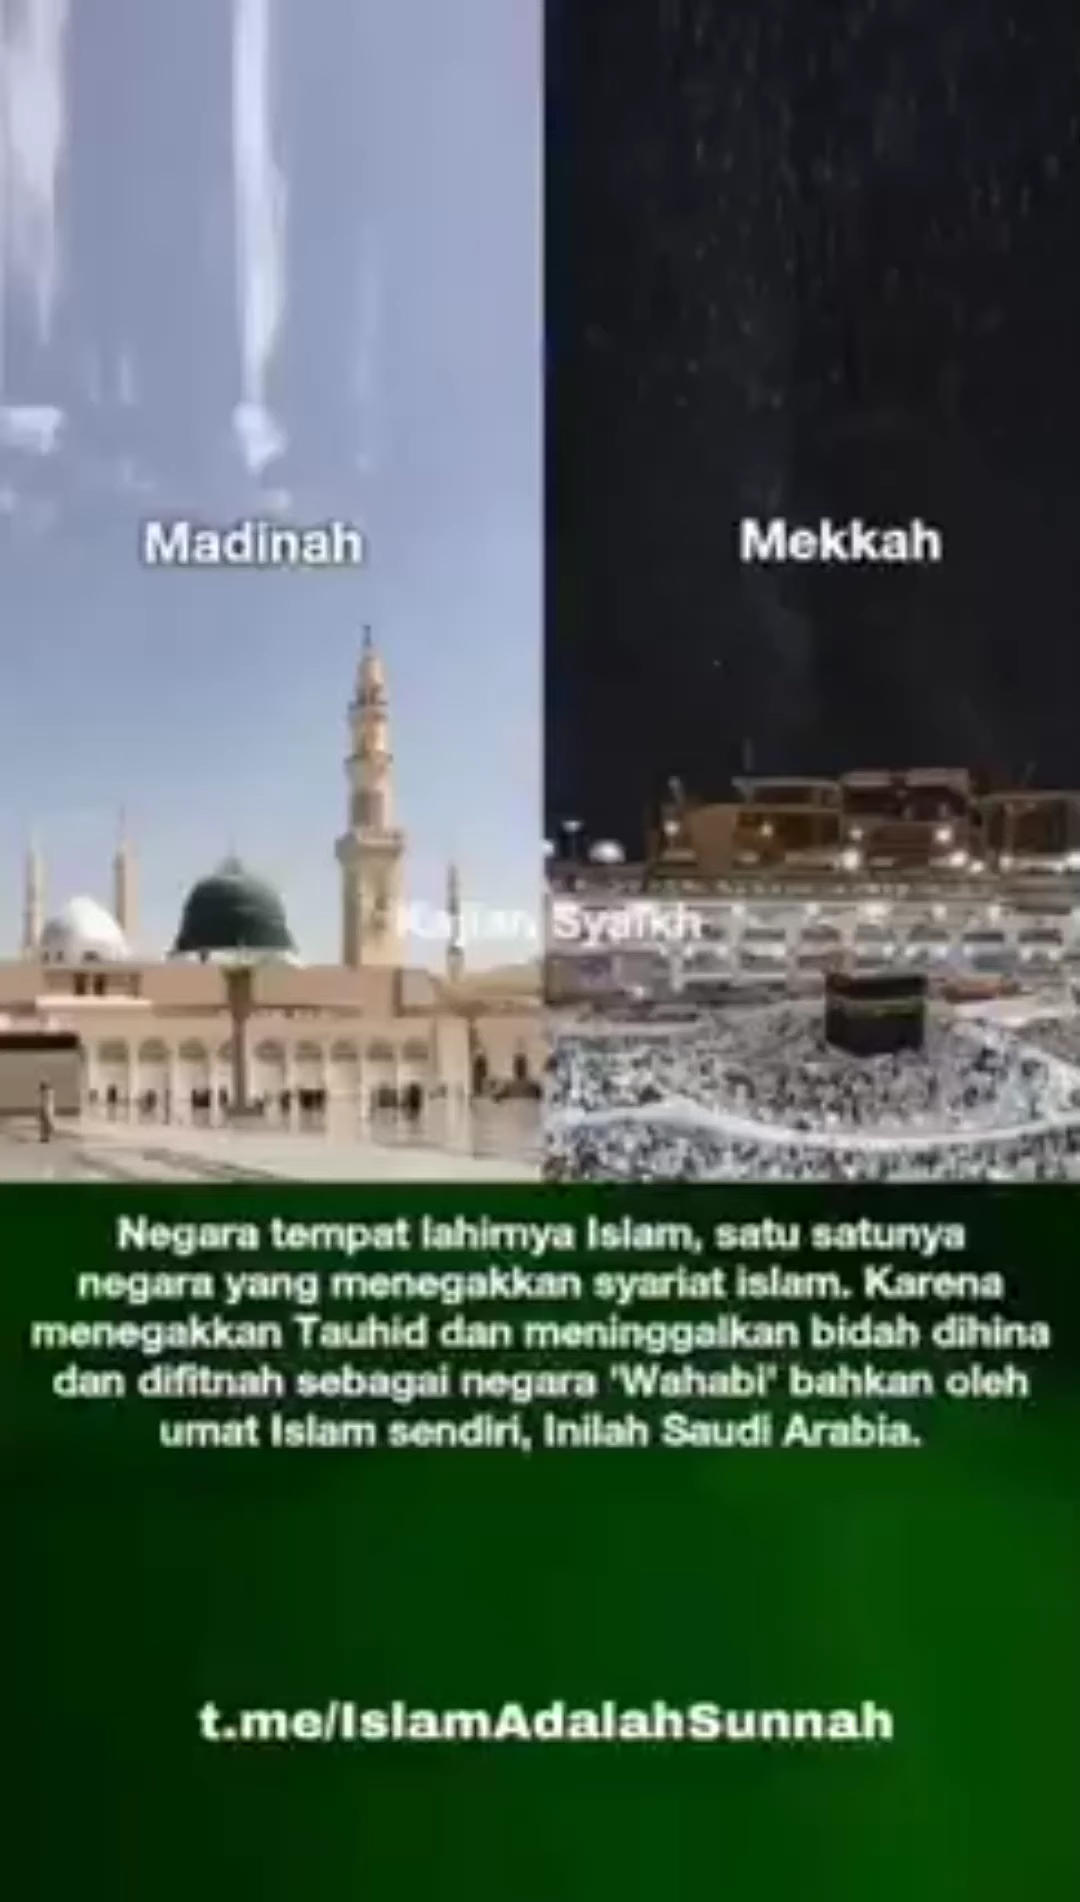 Madinah
Mekkah
Kajian Syaikh
Negara tempat lahirnya Islam, satu satunya
negara yang menegakkan syariat islam. Karena
menegakkan Tauhid dan meninggalkan bidah dihina
dan difitnah sebagai negara 'Wahabi' bahkan oleh
umat Islam sendiri, Inilah Saudi Arabia.
t.me/IslamAdalahSunnah